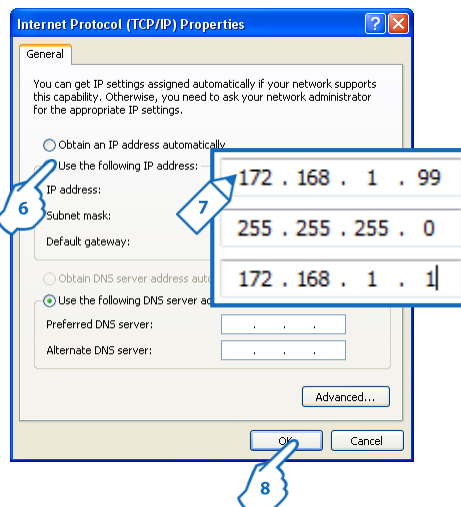 Internet Protocol (TCP/IP) Properties
General
You can get IP settings assigned automatically if your network supports
this capability. Otherwise, you need to ask your network administrator
for the appropriate IP settings.
Obtain an IP address automatically
Use the following IP address:
6
IP address:
7
172 . 168 . 1 . 99
Subnet mask:
255 . 255 . 255 . 0
Default gateway:
172 . 168 . 1 . 1
Obtain DNS server address auto
Use the following DNS server ad
Preferred DNS server:
. . .
Alternate DNS server:
. . .
Advanced...
OK
Cancel
8